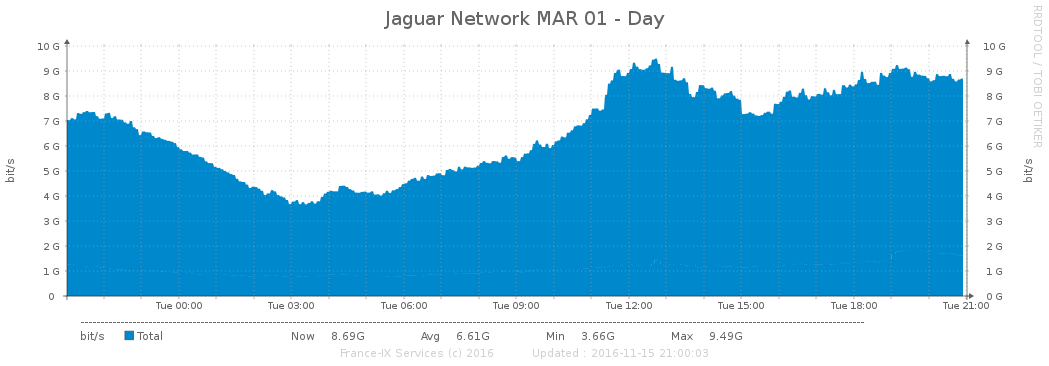 Jaguar Network MAR 01 - Day
RRDTOOL / TOBI OETIKER
bit/s
10 G
9 G
8 G
7 G
6 G
5 G
4 G
3 G
2 G
1 G
0
10 G
9 G
8 G
7 G
6 G
5 G
4 G
3 G
2 G
1 G
0 G
bit/s
Tue 00:00 Tue 03:00 Tue 06:00 Tue 09:00 Tue 12:00 Tue 15:00 Tue 18:00 Tue 21:00
bit/s Total Now 8.69G Avg 6.61G Min 3.66G Max 9.49G
France-IX Services (c) 2016 Updated : 2016-11-15 21:00:03